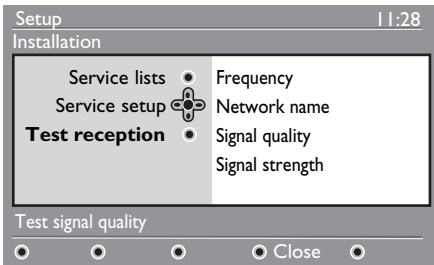 Setup 11:28
Installation
Service lists Frequency
Service setup Network name
Test reception Signal quality
Signal strength
Test signal quality
Close